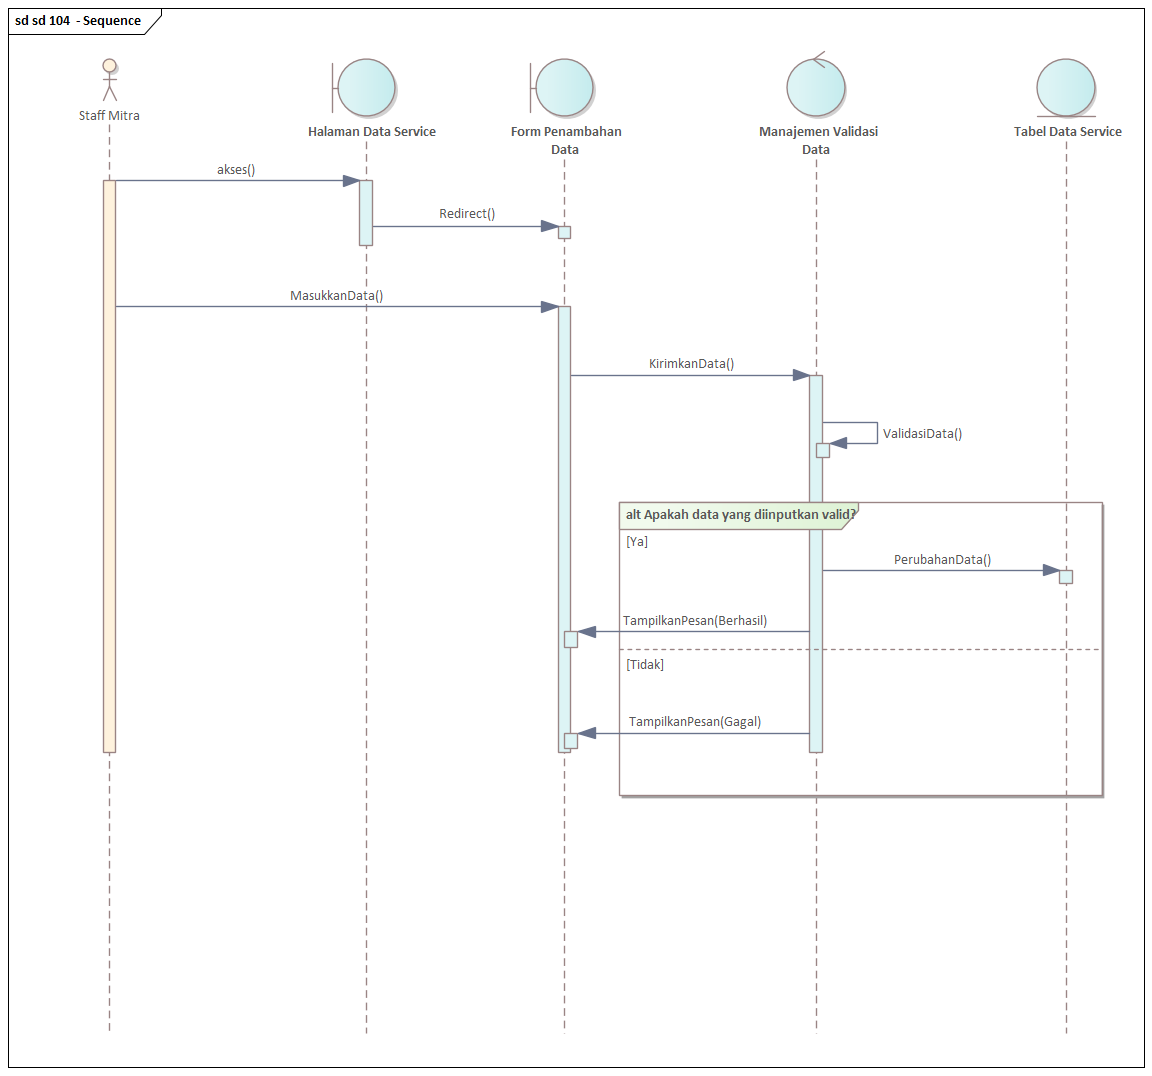 sd sd 104 - Sequence
Staff Mitra
Halaman Data Service
Form Penambahan
Data
Manajemen Validasi
Data
Tabel Data Service
akses()
Redirect()
MasukkanData()
KirimkanData()
ValidasiData()
alt Apakah data yang diinputkan valid?
[Ya]
PerubahanData()
TampilkanPesan(Berhasil)
[Tidak]
TampilkanPesan(Gagal)